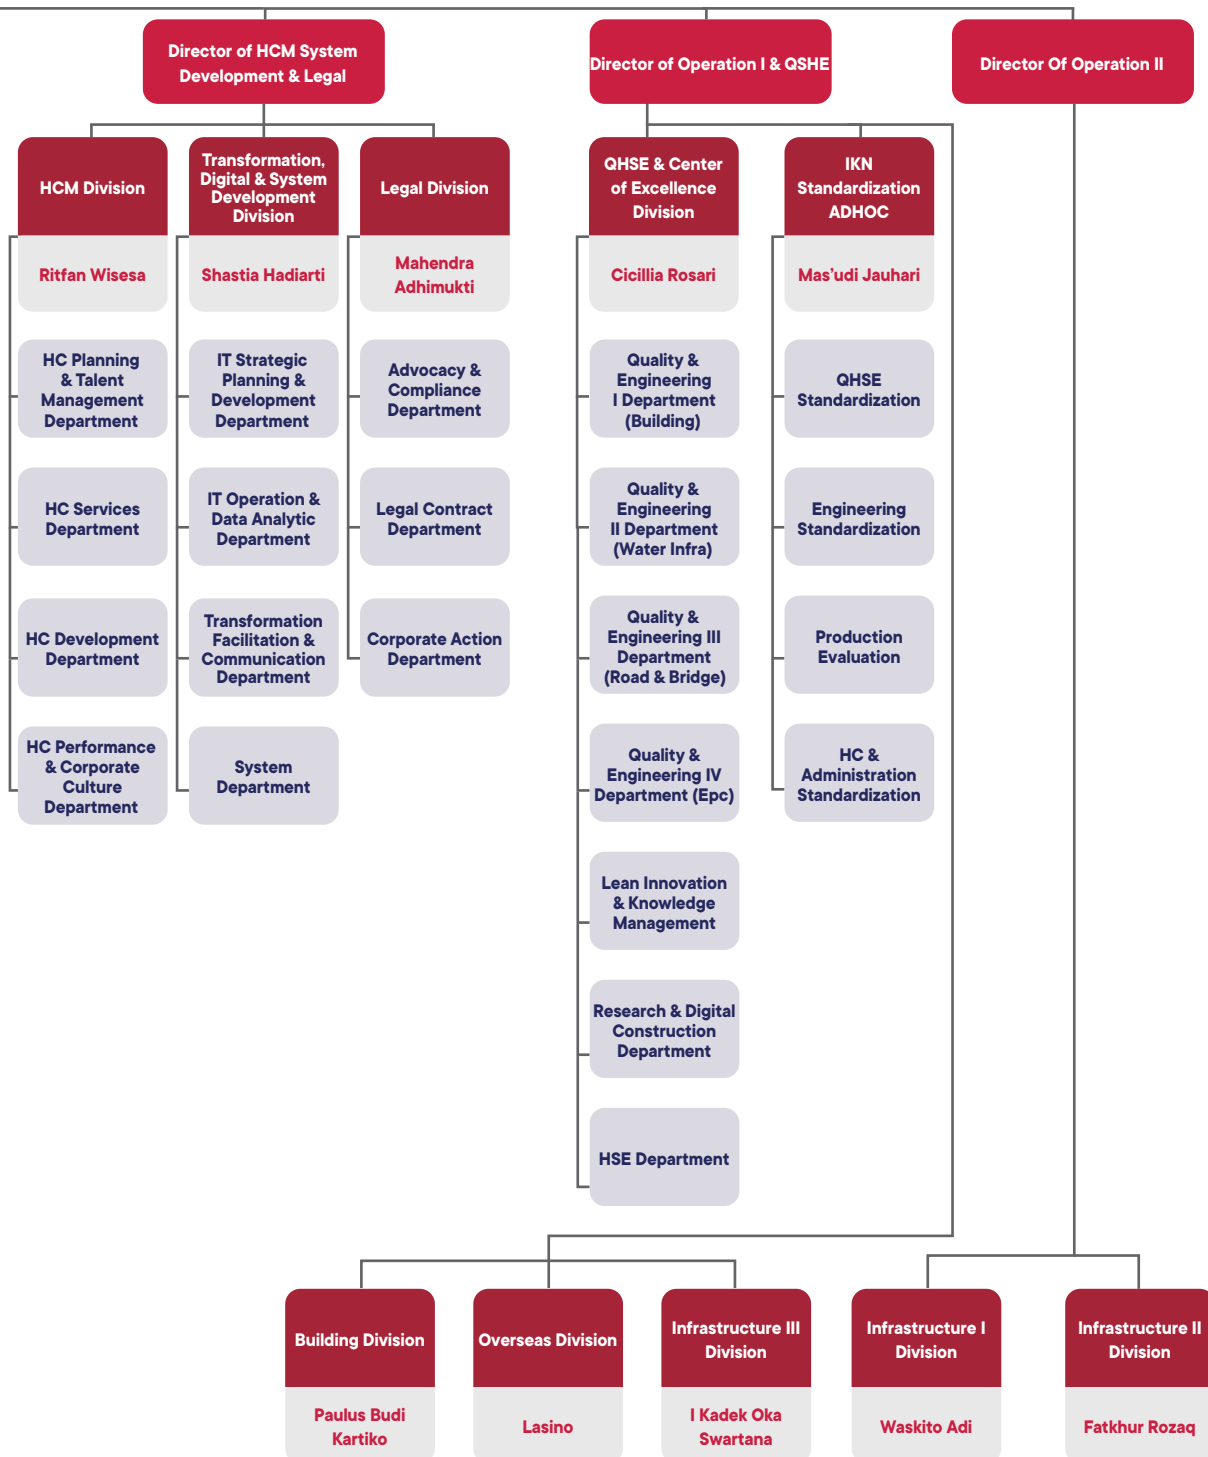 Director of HCM System
Development & Legal
Director of Operation I & QSHE
Director Of Operation II
HCM Division
Ritfan Wisesa
HC Planning
& Talent
Management
Department
HC Services
Department
HC Development
Department
HC Performance
& Corporate
Culture
Department
Transformation,
Digital & System
Development
Division
Shastia Hadiarti
IT Strategic
Planning &
Development
Department
IT Operation &
Data Analytic
Department
Transformation
Facilitation &
Communication
Department
System
Department
Legal Division
Mahendra
Adhimukti
Advocacy &
Compliance
Department
Legal Contract
Department
Corporate Action
Department
QHSE & Center
of Excellence
Division
Cicillia Rosari
Quality &
Engineering
I Department
(Building)
Quality &
Engineering
II Department
(Water Infra)
Quality &
Engineering III
Department
(Road & Bridge)
Quality &
Engineering IV
Department (Epc)
Lean Innovation
& Knowledge
Management
Research & Digital
Construction
Department
HSE Department
IKN
Standardization
ADHOC
Mas'udi Jauhari
QHSE
Standardization
Engineering
Standardization
Production
Evaluation
HC &
Administration
Standardization
Building Division
Paulus Budi
Kartiko
Overseas Division
Lasino
Infrastructure III
Division
I Kadek Oka
Swartana
Infrastructure I
Division
Waskito Adi
Infrastructure II
Division
Fatkhur Rozaq